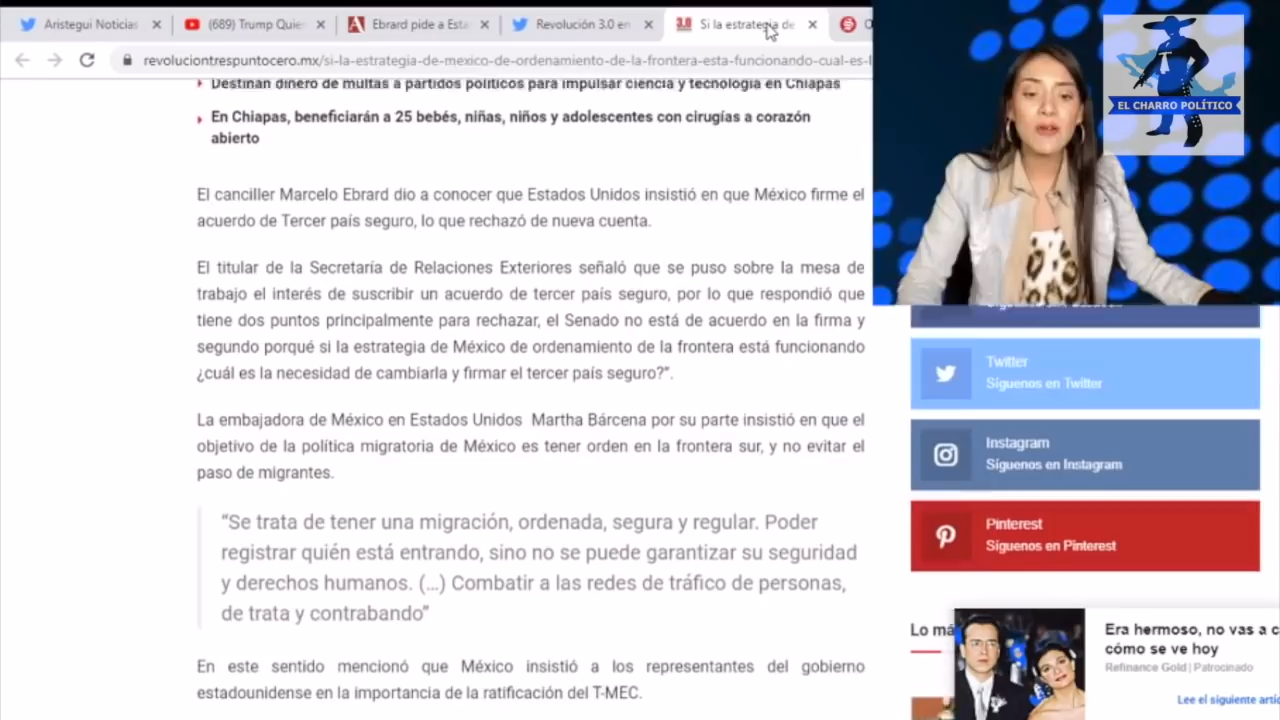 Aristegui Noticias
(689) Trump Quie
Ebrard pide a Esta
Revolución 3.0 en
3.0 Si la estrategia de
revoluciontrespuntocero.mx/si-la-estrategia-de-mexico-de-ordenamiento-de-la-frontera-esta-funcionando-cual-es-l
EL CHARRO POLÍTICO
Destinan dinero de multas a partidos políticos para impulsar ciencia y tecnología en Chiapas
En Chiapas, beneficiarán a 25 bebés, niñas, niños y adolescentes con cirugías a corazón
abierto
El canciller Marcelo Ebrard dio a conocer que Estados Unidos insistió en que México firme el
acuerdo de Tercer país seguro, lo que rechazó de nueva cuenta.
El titular de la Secretaría de Relaciones Exteriores señaló que se puso sobre la mesa de
trabajo el interés de suscribir un acuerdo de tercer país seguro, por lo que respondió que
tiene dos puntos principalmente para rechazar, el Senado no está de acuerdo en la firma y
segundo porqué si la estrategia de México de ordenamiento de la frontera está funcionando
¿cuál es la necesidad de cambiarla y firmar el tercer país seguro?”.
La embajadora de México en Estados Unidos Martha Bárcena por su parte insistió en que el
objetivo de la política migratoria de México es tener orden en la frontera sur, y no evitar el
paso de migrantes.
“Se trata de tener una migración, ordenada, segura y regular. Poder
registrar quién está entrando, sino no se puede garantizar su seguridad
y derechos humanos. (...) Combatir a las redes de tráfico de personas,
de trata y contrabando”
En este sentido mencionó que México insistió a los representantes del gobierno
estadounidense en la importancia de la ratificación del T-MEC.
Twitter
Síguenos en Twitter
Instagram
Síguenos en Instagram
Pinterest
Síguenos en Pinterest
Lo má
Era hermoso, no vas a c
cómo se ve hoy
Refinance Gold | Patrocinado
Lee el siguiente artíc